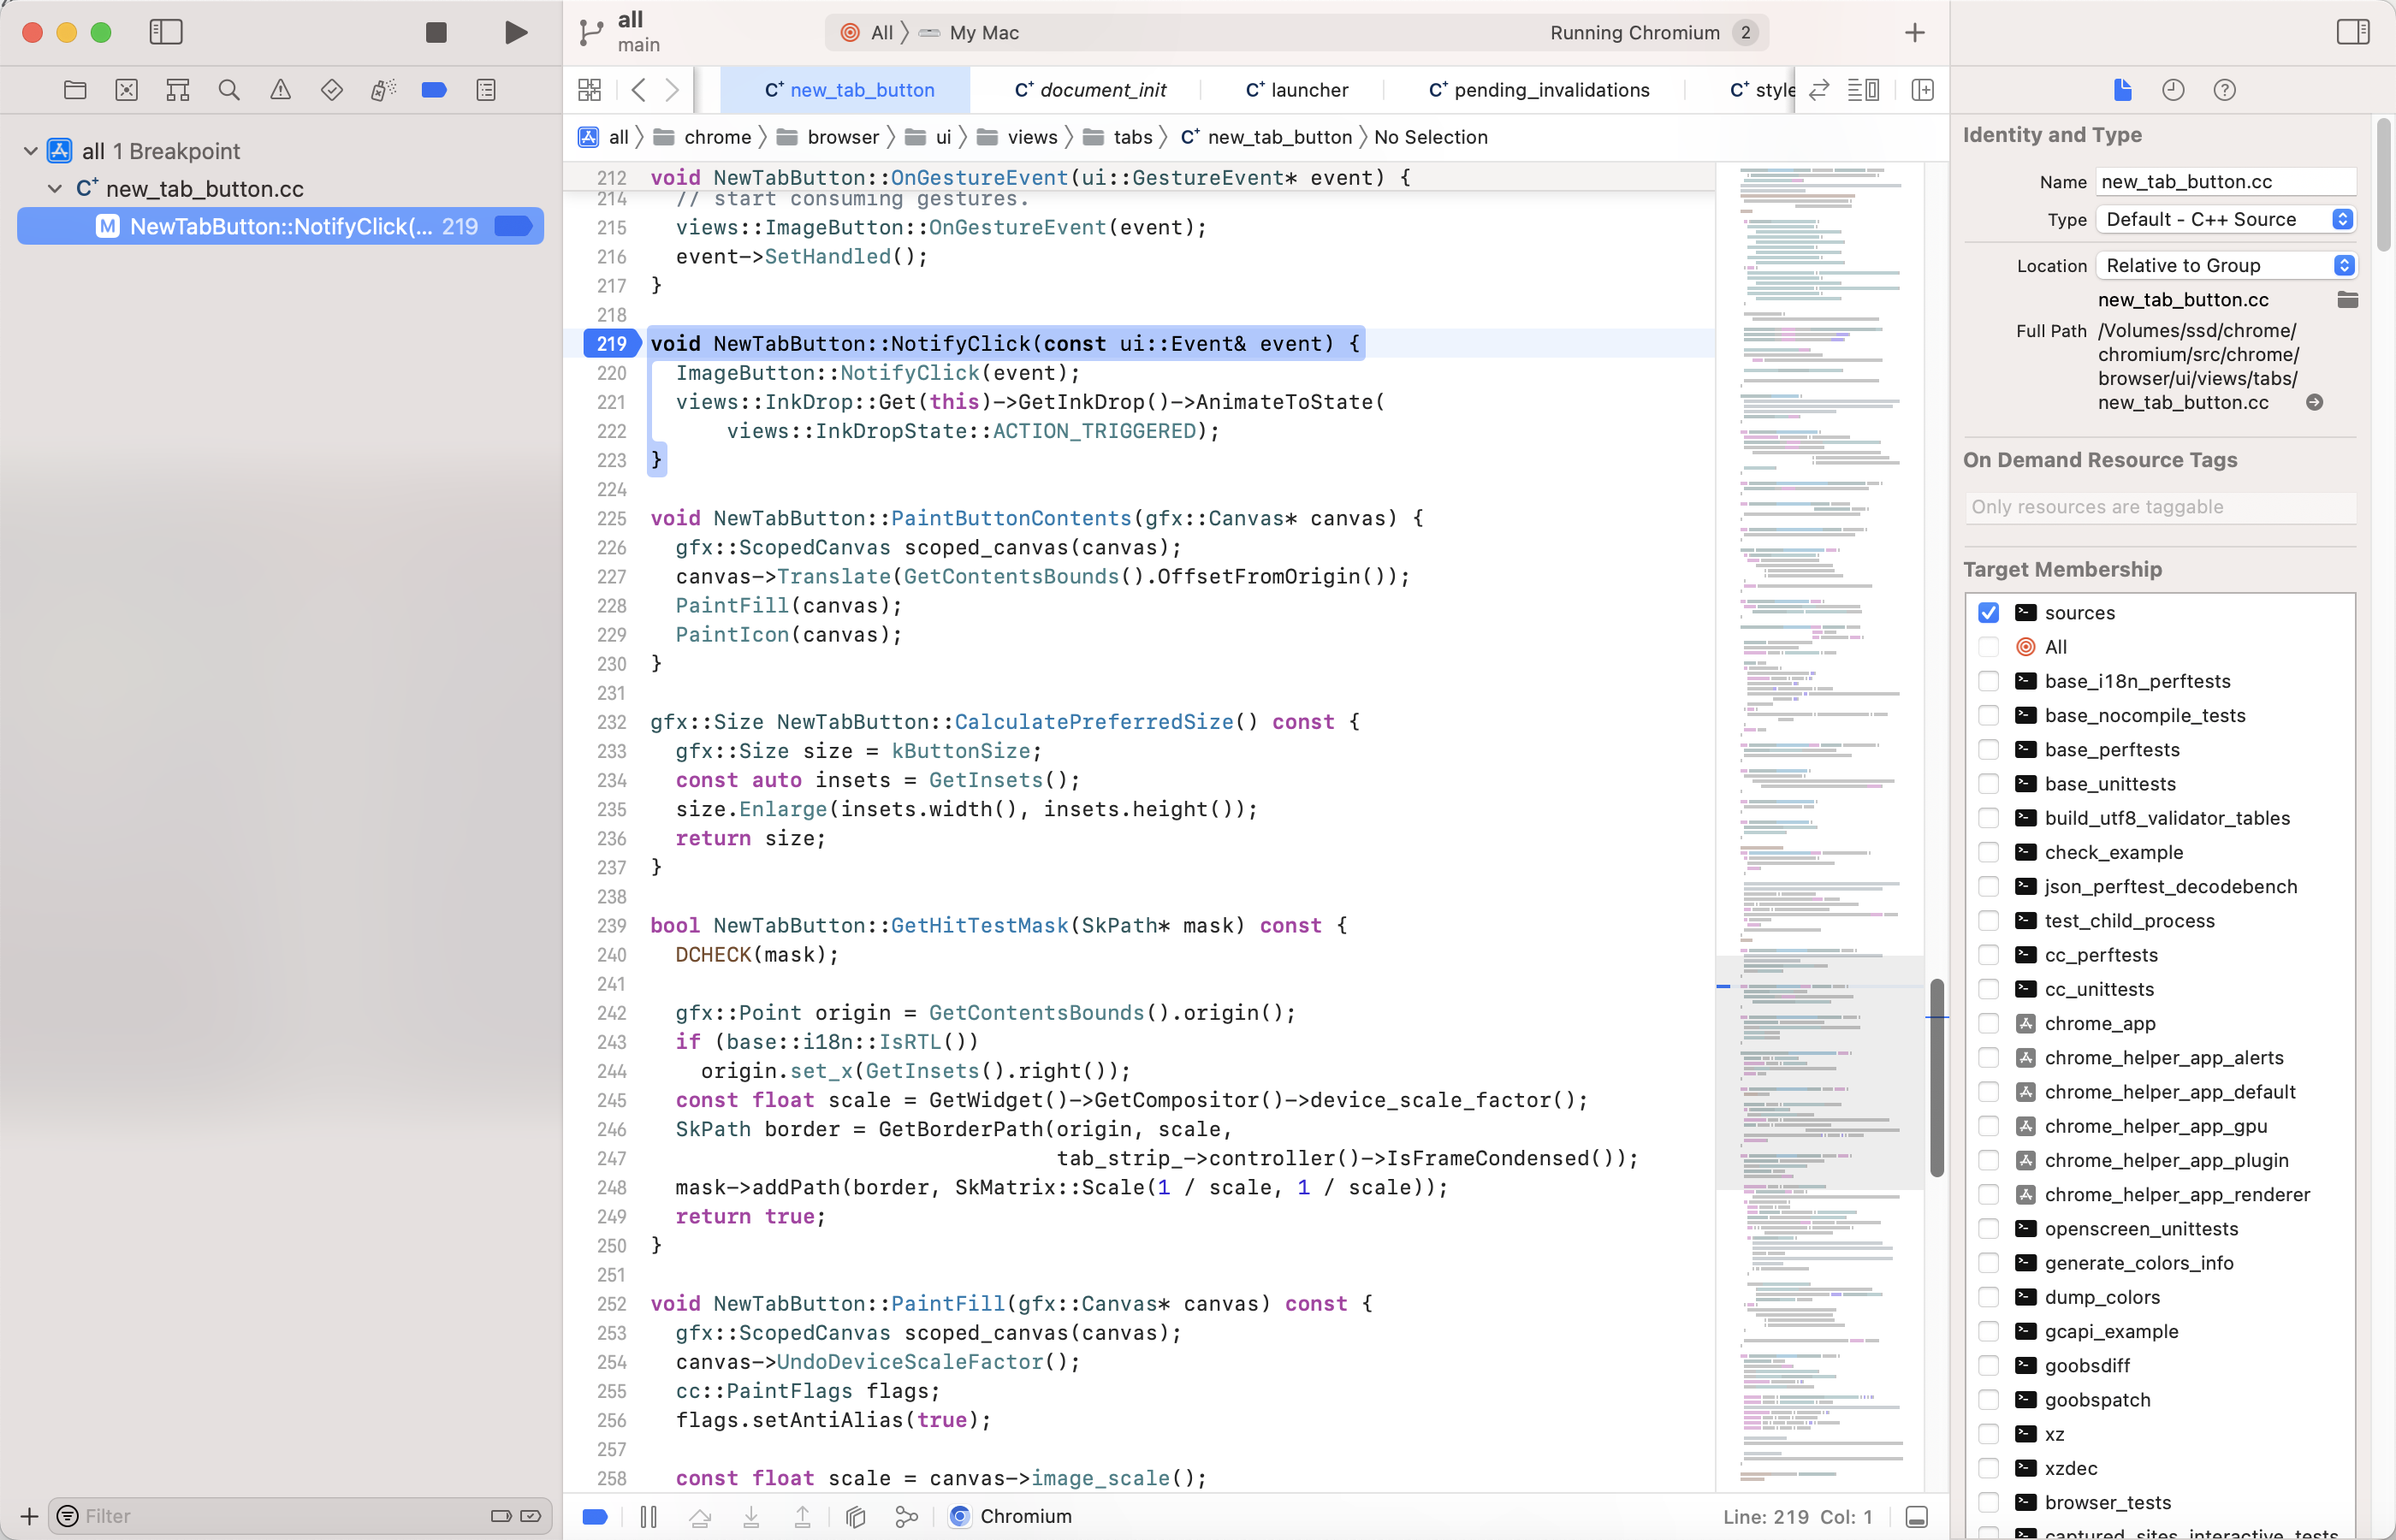 all
main
All 〉 My Mac
Running Chromium 2
new_tab_button
document_init
launcher
pending_invalidations
style
all 〉 chrome 〉 browser 〉 ui 〉 views 〉 tabs 〉 new_tab_button 〉 No Selection
all 1 Breakpoint
new_tab_button.cc
M NewTabButton::NotifyClick(... 219
Filter
212 void NewTabButton::OnGestureEvent(ui::GestureEvent* event) {
214 // start consuming gestures.
215 views::ImageButton::OnGestureEvent(event);
216 event->SetHandled();
217 }
218
219 void NewTabButton::NotifyClick(const ui::Event& event) {
220 ImageButton::NotifyClick(event);
221 views::InkDrop::Get(this)->GetInkDrop()->AnimateToState(
222 views::InkDropState::ACTION_TRIGGERED);
223 }
224
225 void NewTabButton::PaintButtonContents(gfx::Canvas* canvas) {
226 gfx::ScopedCanvas scoped_canvas(canvas);
227 canvas->Translate(GetContentsBounds().OffsetFromOrigin());
228 PaintFill(canvas);
229 PaintIcon(canvas);
230 }
231
232 gfx::Size NewTabButton::CalculatePreferredSize() const {
233 gfx::Size size = kButtonSize;
234 const auto insets = GetInsets();
235 size.Enlarge(insets.width(), insets.height());
236 return size;
237 }
238
239 bool NewTabButton::GetHitTestMask(SkPath* mask) const {
240 DCHECK(mask);
241
242 gfx::Point origin = GetContentsBounds().origin();
243 if (base::i18n::IsRTL())
244 origin.set_x(GetInsets().right());
245 const float scale = GetWidget()->GetCompositor()->device_scale_factor();
246 SkPath border = GetBorderPath(origin, scale,
247 tab_strip_->controller()->IsFrameCondensed());
248 mask->addPath(border, SkMatrix::Scale(1 / scale, 1 / scale));
249 return true;
250 }
251
252 void NewTabButton::PaintFill(gfx::Canvas* canvas) const {
253 gfx::ScopedCanvas scoped_canvas(canvas);
254 canvas->UndoDeviceScaleFactor();
255 cc::PaintFlags flags;
256 flags.setAntiAlias(true);
257
258 const float scale = canvas->image_scale();
Chromium
Line: 219 Col: 1
Identity and Type
Name new_tab_button.cc
Type Default - C++ Source
Location Relative to Group
new_tab_button.cc
Full Path /Volumes/ssd/chrome/
chromium/src/chrome/
browser/ui/views/tabs/
new_tab_button.cc
On Demand Resource Tags
Only resources are taggable
Target Membership
sources
All
base_i18n_perftests
base_nocompile_tests
base_perftests
base_unittests
build_utf8_validator_tables
check_example
json_perftest_decodebench
test_child_process
cc_perftests
cc_unittests
chrome_app
chrome_helper_app_alerts
chrome_helper_app_default
chrome_helper_app_gpu
chrome_helper_app_plugin
chrome_helper_app_renderer
openscreen_unittests
generate_colors_info
dump_colors
gcapi_example
goobsdiff
goobspatch
xz
xzdec
browser_tests
captured_sites_interactive_tests